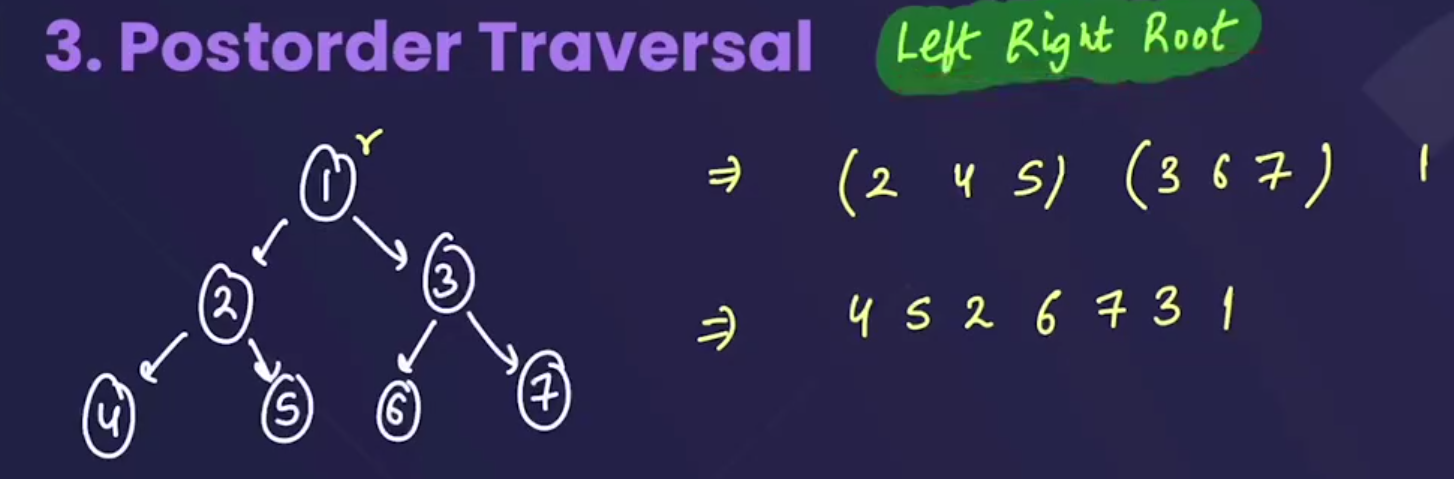 3. Postorder Traversal Left Right Root
1 r
⇒ (2 4 5) (3 6 7) 1
2 3
⇒ 4 5 2 6 7 3 1
4 5 6 7